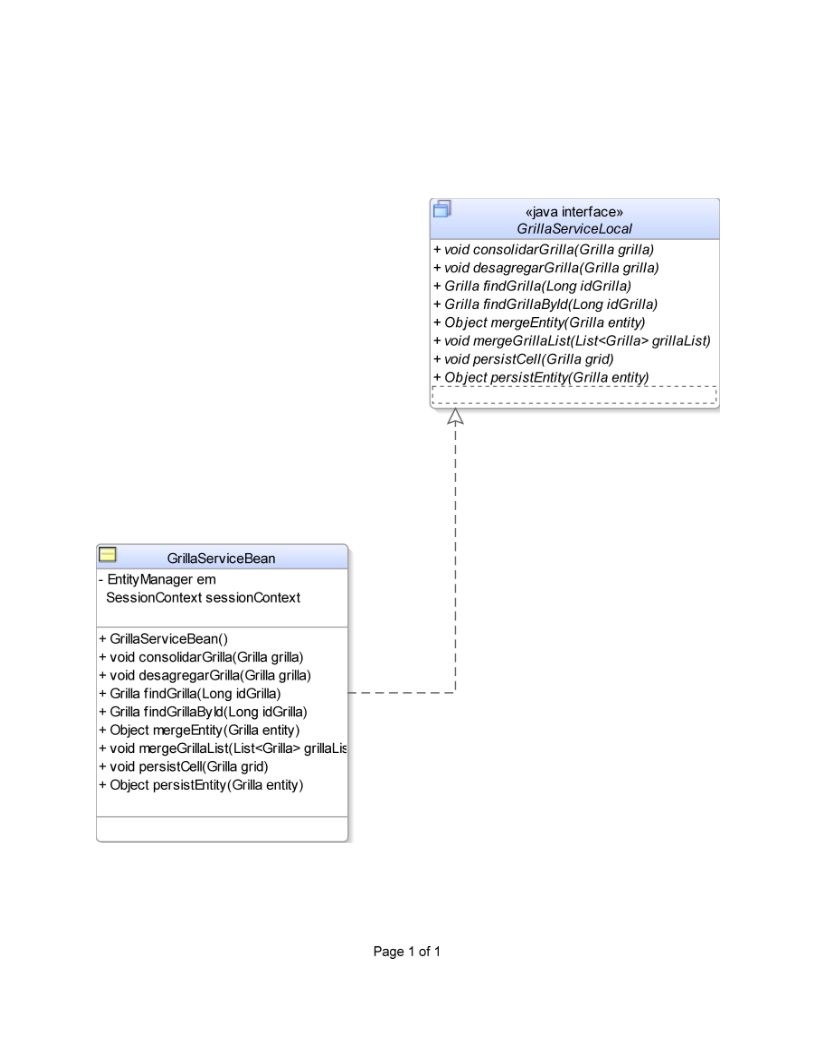 «java interface»
GrillaServiceLocal
+ void consolidarGrilla(Grilla grilla)
+ void desagregarGrilla(Grilla grilla)
+ Grilla findGrilla(Long idGrilla)
+ Grilla findGrillaById(Long idGrilla)
+ Object mergeEntity(Grilla entity)
+ void mergeGrillaList(List<Grilla> grillaList)
+ void persistCell(Grilla grid)
+ Object persistEntity(Grilla entity)
GrillaServiceBean
- EntityManager em
SessionContext sessionContext
+ GrillaServiceBean()
+ void consolidarGrilla(Grilla grilla)
+ void desagregarGrilla(Grilla grilla)
+ Grilla findGrilla(Long idGrilla)
+ Grilla findGrillaById(Long idGrilla)
+ Object mergeEntity(Grilla entity)
+ void mergeGrillaList(List<Grilla> grillaLis
+ void persistCell(Grilla grid)
+ Object persistEntity(Grilla entity)
Page 1 of 1